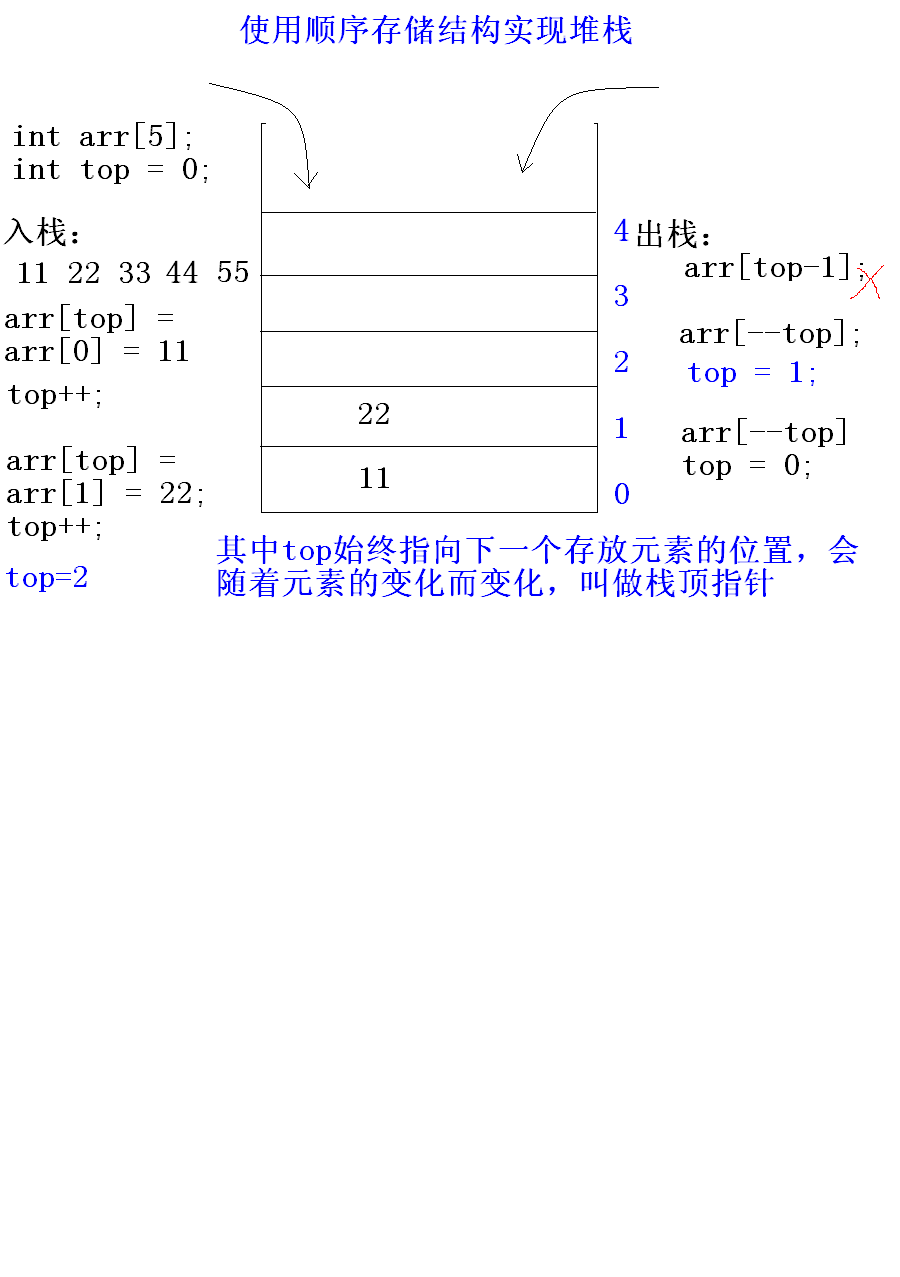 使用顺序存储结构实现堆栈
int arr[5];
int top = 0;
入栈：
11 22 33 44 55
arr[top] =
arr[0] = 11
top++;
arr[top] =
arr[1] = 22;
top++;
top=2
22
11
4
3
2
1
0
出栈：
arr[top-1];
arr[--top];
top = 1;
arr[--top]
top = 0;
其中top始终指向下一个存放元素的位置，会
随着元素的变化而变化，叫做栈顶指针